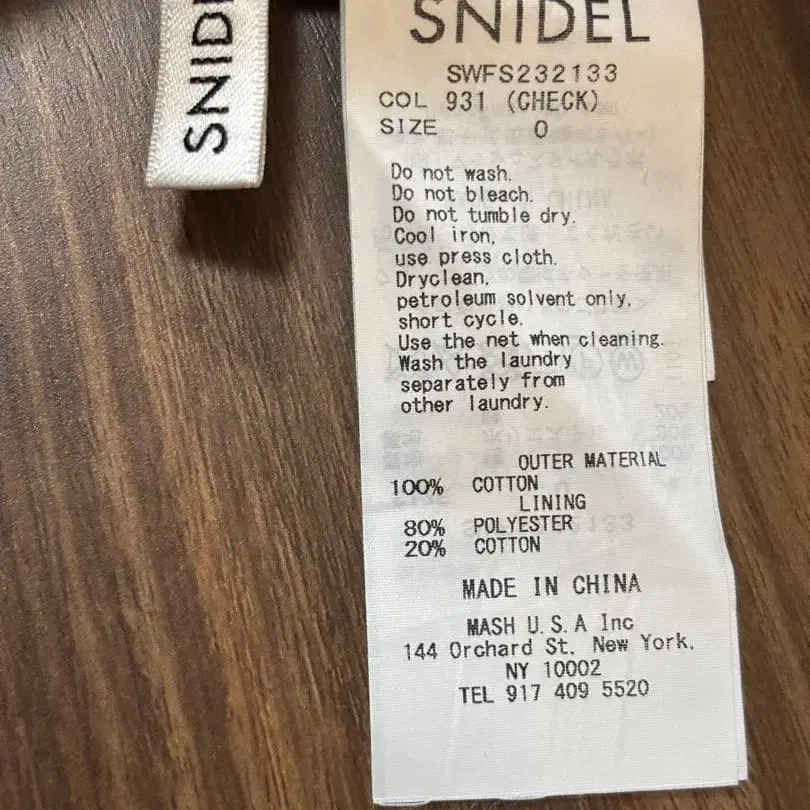 SNIDEL
SWFS232133
COL 931 (CHECK)
SIZE 0
Do not wash.
Do not bleach.
Do not tumble dry.
Cool iron,
use press cloth.
Dryclean,
petroleum solvent only,
short cycle.
Use the net when cleaning.
Wash the laundry
separately from
other laundry.
OUTER MATERIAL
100% COTTON
LINING
80% POLYESTER
20% COTTON
MADE IN CHINA
MASH U.S.A Inc
144 Orchard St. New York.
NY 10002
TEL 917 409 5520
SNID